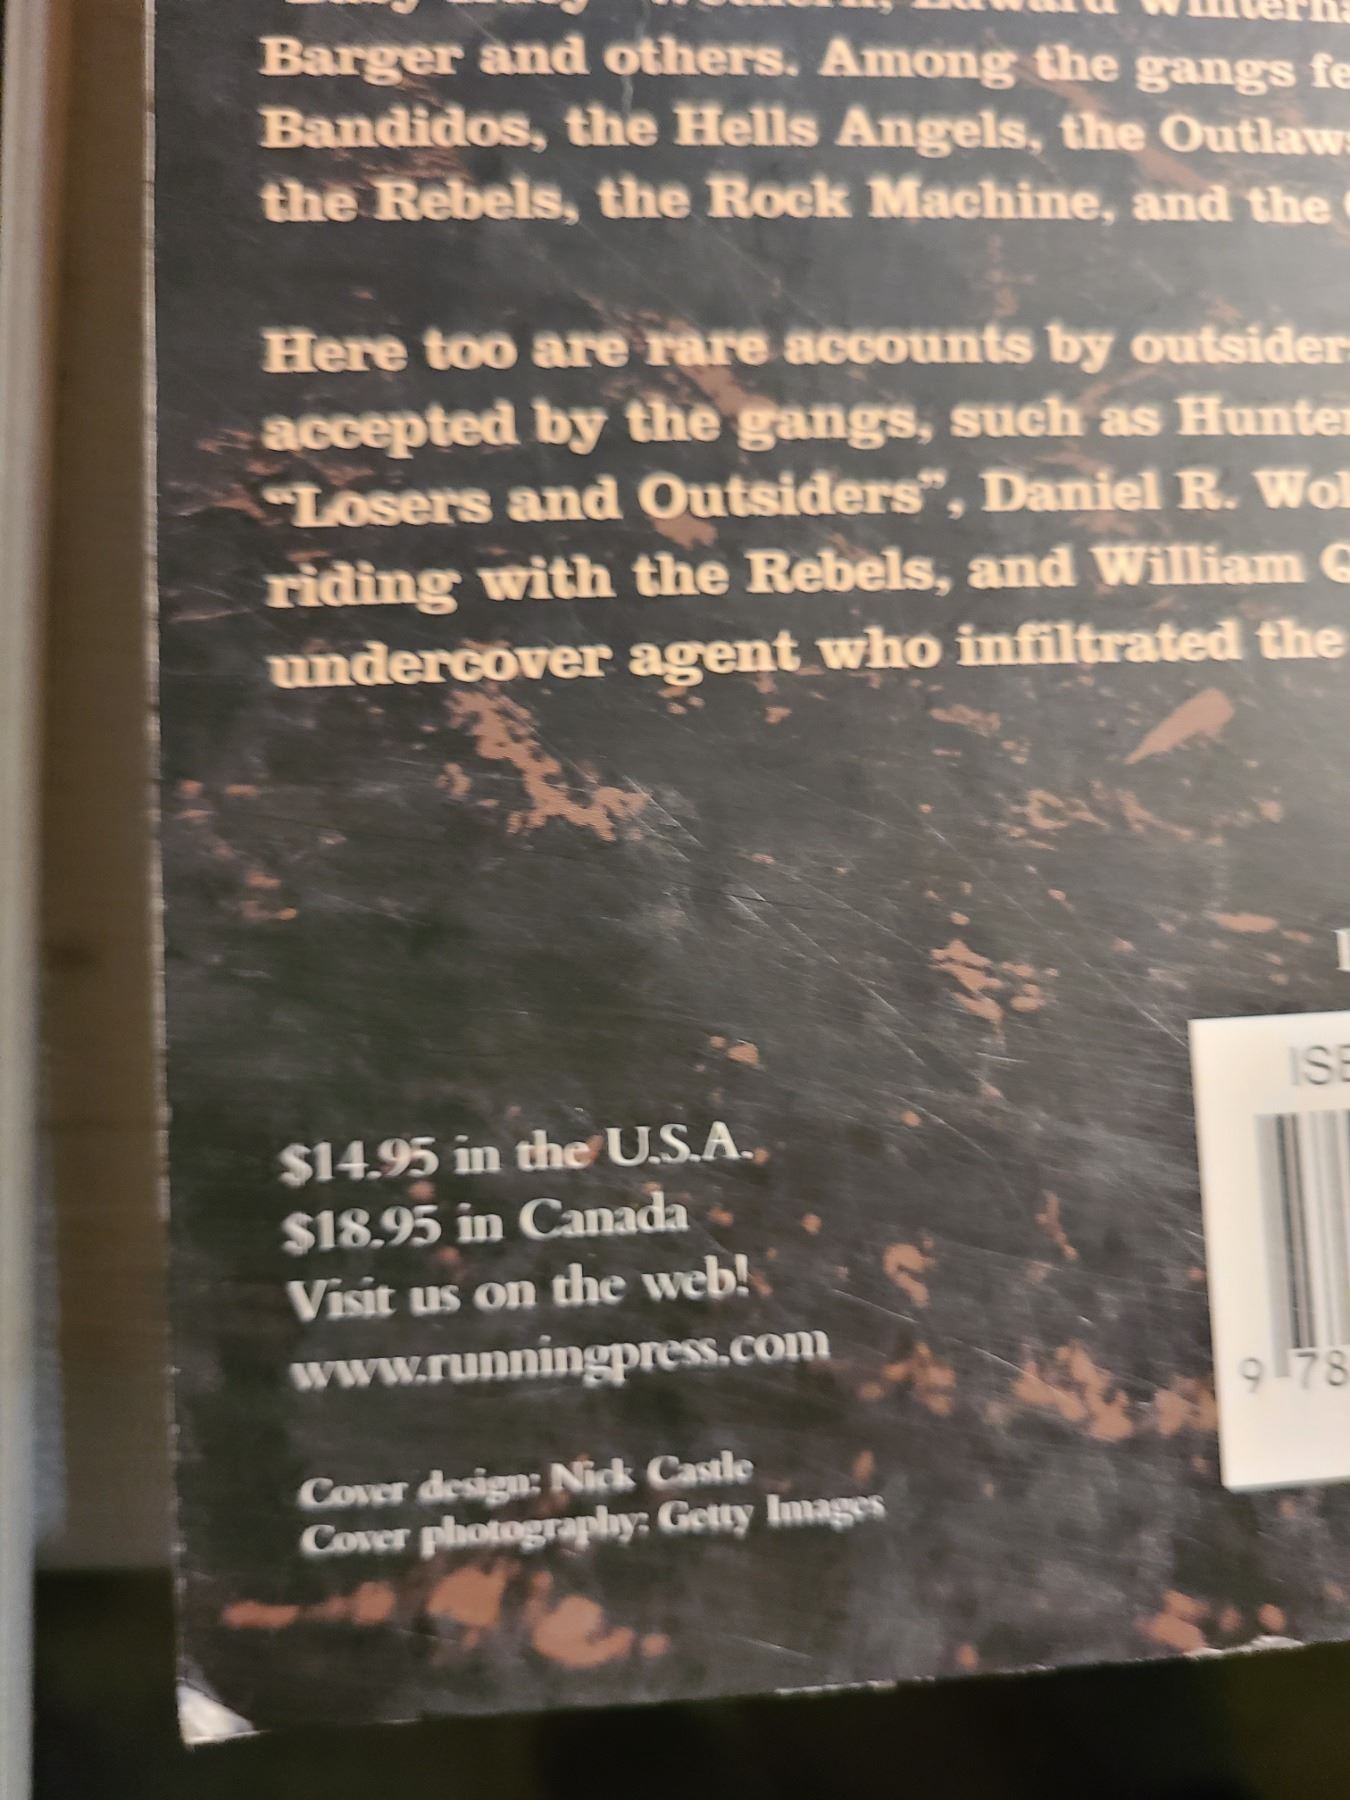 Edward
Barger and others. Among the gangs
Bandidos, the Hells Angels, the
the Rebels, the Rock Machine, and the
Here too are rare accounts by
accepted by the gangs, such as
“Losers and Outsiders”, Daniel R.
riding with the Rebels, and William
undercover agent who infiltrated the
$14.95 in the U.S.A.
$18.95 in Canada
Visit us on the web!
www.runningpress.com
Cover design: Nick Castle
Cover photography: Getty Images
9 78